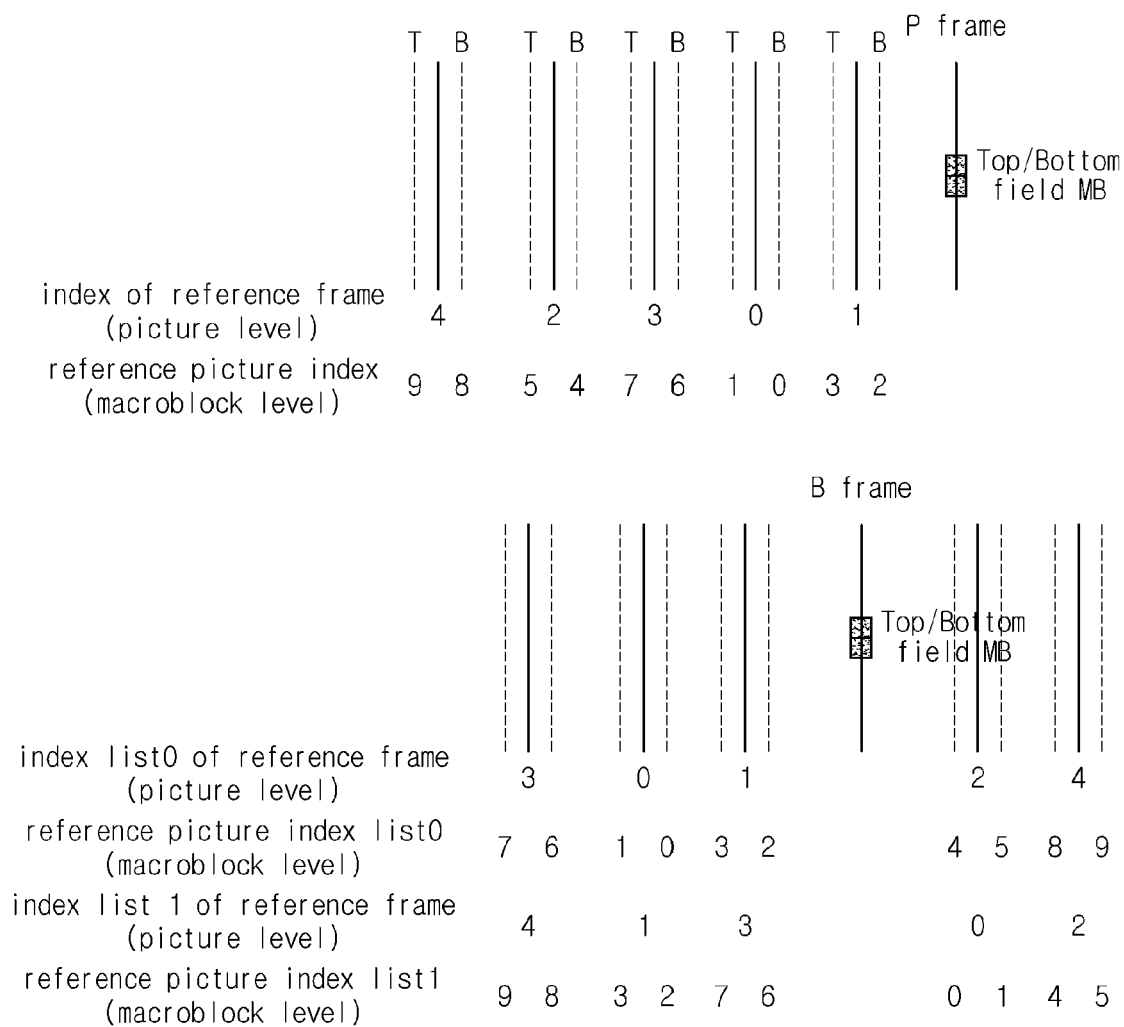 P frame
T B T B T B T B T B
Top/Bottom
field MB
index of reference frame
(picture level)
4 2 3 0 1
reference picture index
(macroblock level)
9 8 5 4 7 6 1 0 3 2
B frame
Top/Bottom
field MB
index list0 of reference frame
(picture level)
3 0 1 2 4
reference picture index list0
(macroblock level)
7 6 1 0 3 2 4 5 8 9
index list 1 of reference frame
(picture level)
4 1 3 0 2
reference picture index list1
(macroblock level)
9 8 3 2 7 6 0 1 4 5